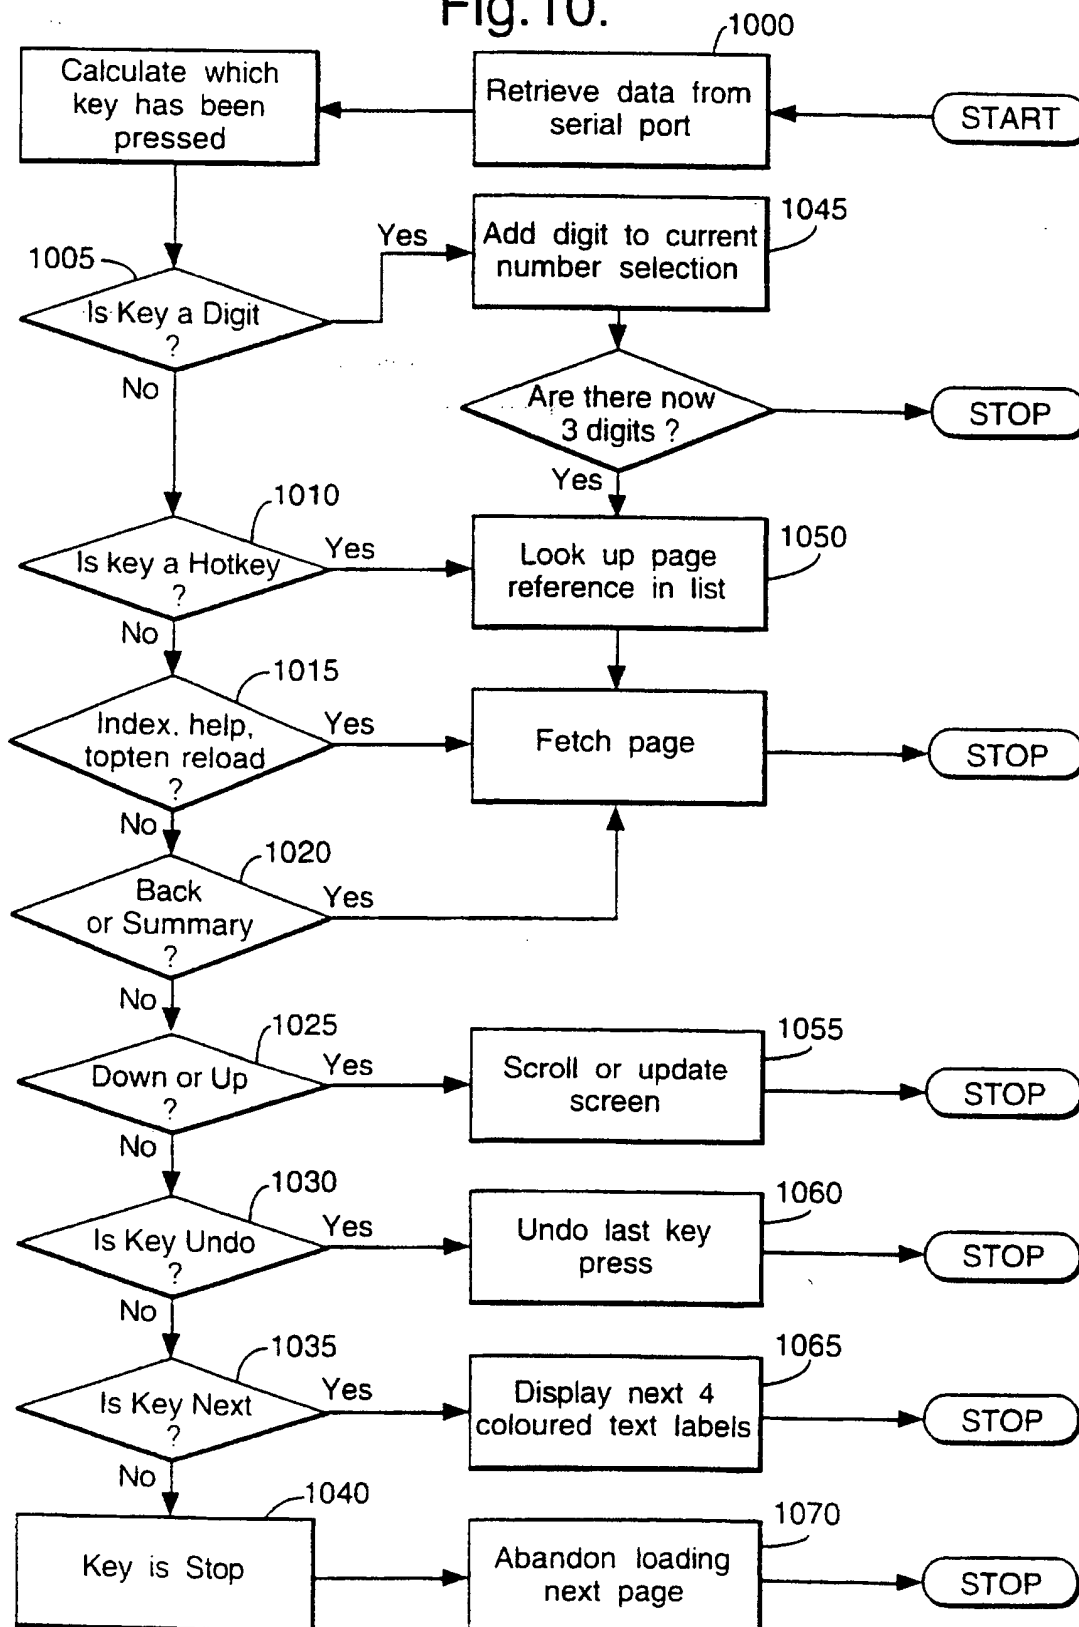 Fig.10.
1000
Calculate which
key has been
pressed
Retrieve data from
serial port
START
1045
Yes
Add digit to current
number selection
1005
Is Key a Digit
?
No
Are there now
3 digits ?
STOP
Yes
1010
Is key a Hotkey
?
Yes
Look up page
reference in list
1050
No
1015
Index. help,
topten reload
?
Yes
Fetch page
STOP
No
1020
Back
or Summary
?
Yes
No
1025
Down or Up
?
Yes
Scroll or update
screen
1055
STOP
No
1030
Is Key Undo
?
Yes
Undo last key
press
1060
STOP
No
1035
Is Key Next
?
Yes
Display next 4
coloured text labels
1065
STOP
No
1040
Key is Stop
Abandon loading
next page
1070
STOP